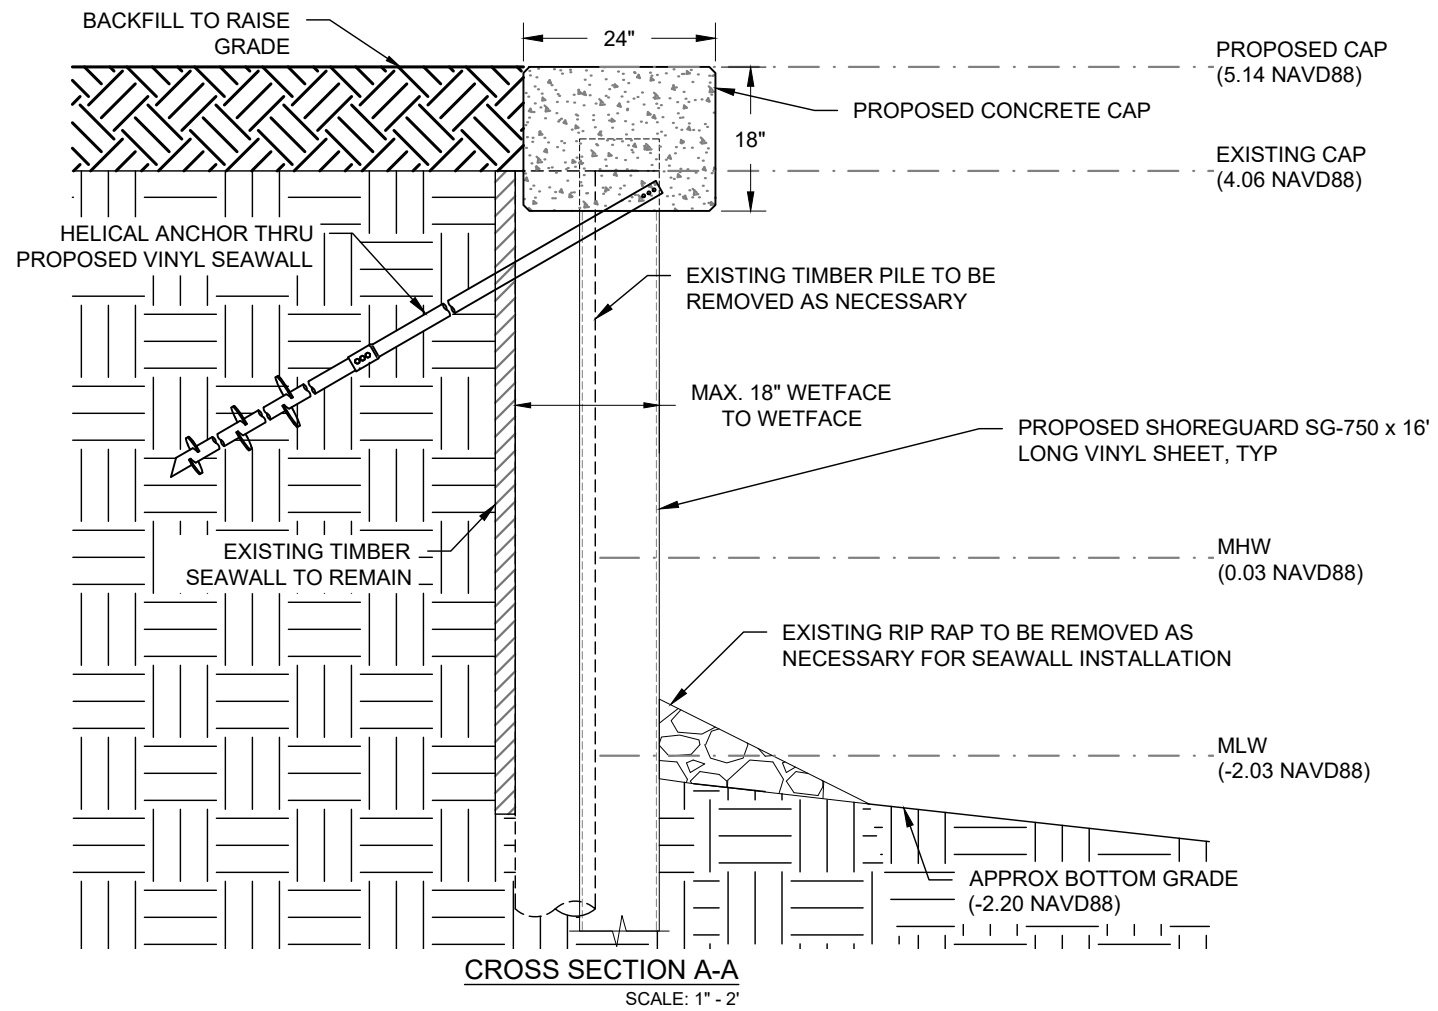 BACKFILL TO RAISE
GRADE
24"
PROPOSED CAP
(5.14 NAVD88)
PROPOSED CONCRETE CAP
18"
EXISTING CAP
(4.06 NAVD88)
HELICAL ANCHOR THRU
PROPOSED VINYL SEAWALL
EXISTING TIMBER PILE TO BE
REMOVED AS NECESSARY
MAX. 18" WETFACE
TO WETFACE
PROPOSED SHOREGUARD SG-750 x 16'
LONG VINYL SHEET, TYP
EXISTING TIMBER
SEAWALL TO REMAIN
MHW
(0.03 NAVD88)
EXISTING RIP RAP TO BE REMOVED AS
NECESSARY FOR SEAWALL INSTALLATION
MLW
(-2.03 NAVD88)
APPROX BOTTOM GRADE
(-2.20 NAVD88)
CROSS SECTION A-A
SCALE: 1" - 2'